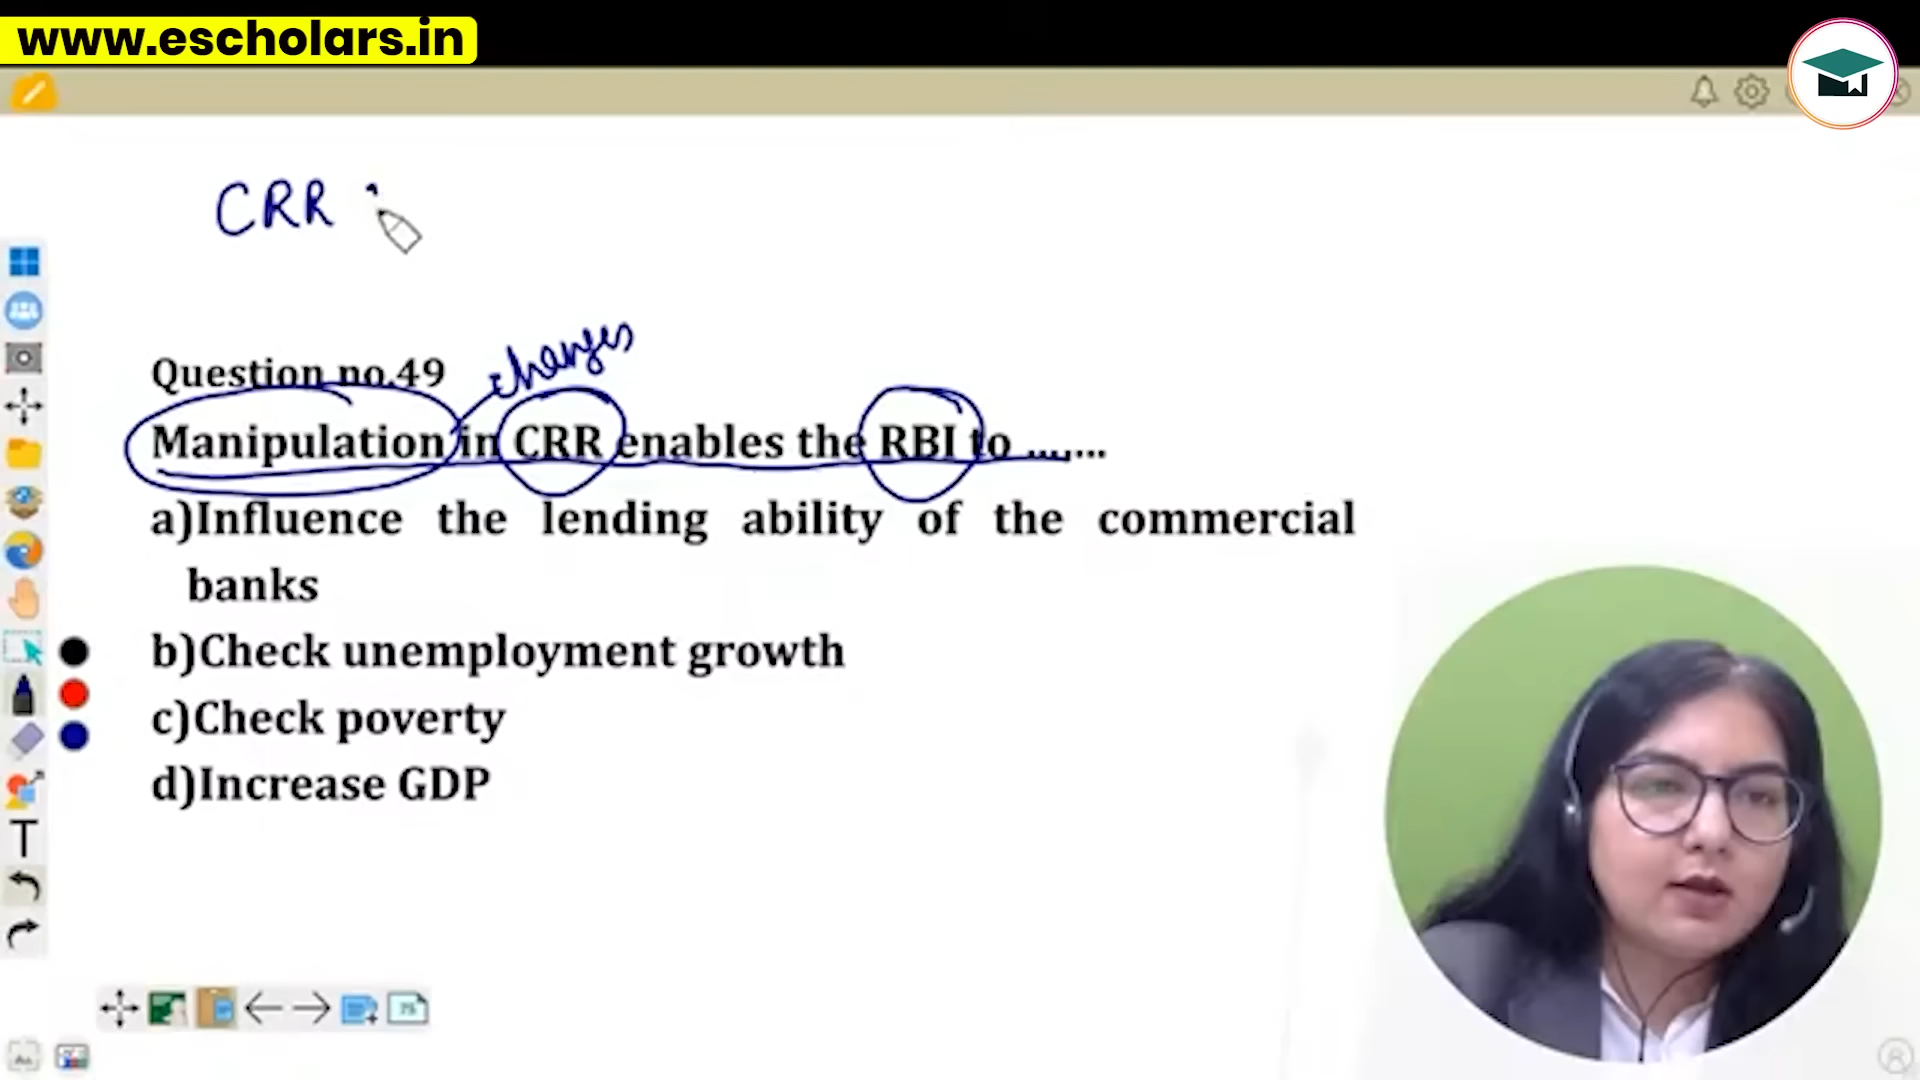 www.escholars.in
CRR :
Question no.49
changes
Manipulation in CRR enables the RBI to ...,...
a)Influence the lending ability of the commercial
banks
b)Check unemployment growth
c)Check poverty
d)Increase GDP
T
75